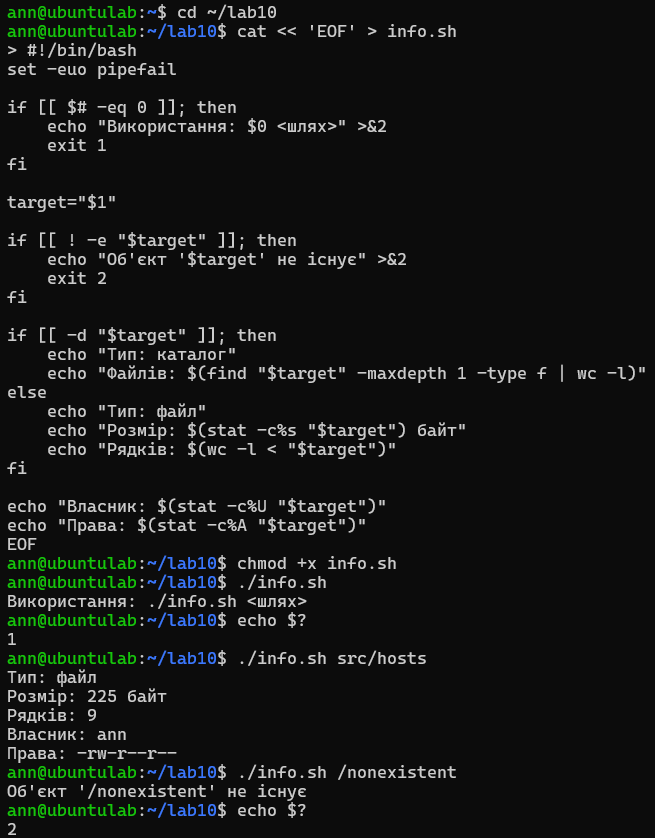 ann@ubuntulab:~$ cd ~/lab10
ann@ubuntulab:~/lab10$ cat << 'EOF' > info.sh
> #!/bin/bash
set -euo pipefail

if [[ $# -eq 0 ]]; then
    echo "Використання: $0 <шлях>" >&2
    exit 1
fi

target="$1"

if [[ ! -e "$target" ]]; then
    echo "Об'єкт '$target' не існує" >&2
    exit 2
fi

if [[ -d "$target" ]]; then
    echo "Тип: каталог"
    echo "Файлів: $(find "$target" -maxdepth 1 -type f | wc -l)"
else
    echo "Тип: файл"
    echo "Розмір: $(stat -c%s "$target") байт"
    echo "Рядків: $(wc -l < "$target")"
fi

echo "Власник: $(stat -c%U "$target")"
echo "Права: $(stat -c%A "$target")"
EOF
ann@ubuntulab:~/lab10$ chmod +x info.sh
ann@ubuntulab:~/lab10$ ./info.sh
Використання: ./info.sh <шлях>
ann@ubuntulab:~/lab10$ echo $?
1
ann@ubuntulab:~/lab10$ ./info.sh src/hosts
Тип: файл
Розмір: 225 байт
Рядків: 9
Власник: ann
Права: -rw-r--r--
ann@ubuntulab:~/lab10$ ./info.sh /nonexistent
Об'єкт '/nonexistent' не існує
ann@ubuntulab:~/lab10$ echo $?
2